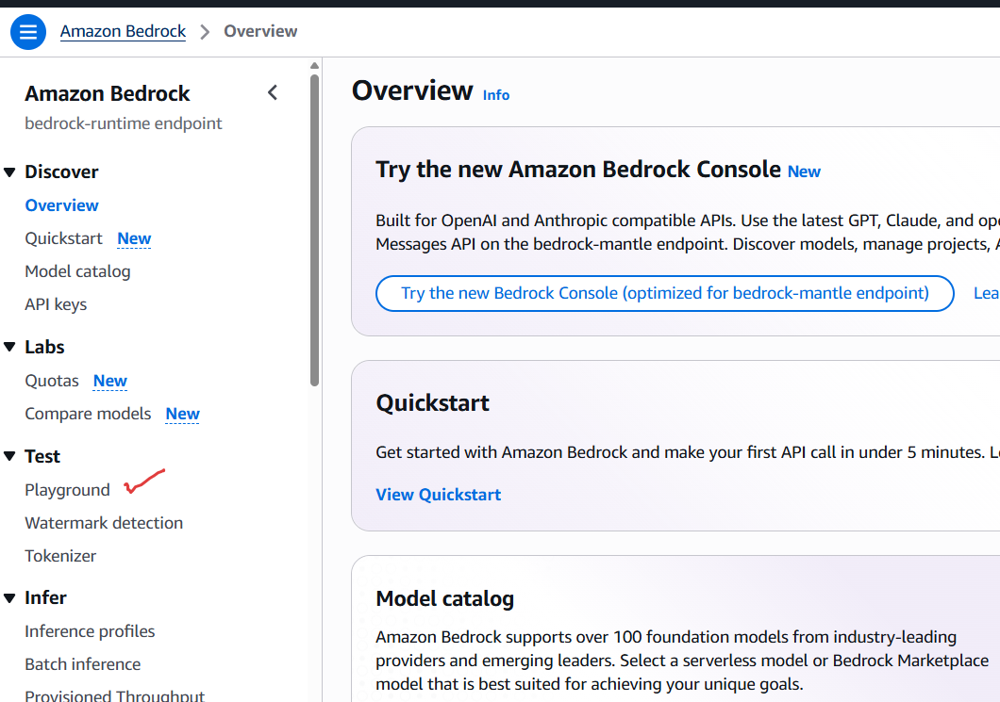 Amazon Bedrock > Overview
Amazon Bedrock
bedrock-runtime endpoint
Discover
Overview
Quickstart New
Model catalog
API keys
Labs
Quotas New
Compare models New
Test
Playground
Watermark detection
Tokenizer
Infer
Inference profiles
Batch inference
Provisioned Throughput
Overview Info
Try the new Amazon Bedrock Console New
Built for OpenAI and Anthropic compatible APIs. Use the latest GPT, Claude, and
Messages API on the bedrock-mantle endpoint. Discover models, manage projects,
Try the new Bedrock Console (optimized for bedrock-mantle endpoint)
Quickstart
Get started with Amazon Bedrock and make your first API call in under 5 minutes.
View Quickstart
Model catalog
Amazon Bedrock supports over 100 foundation models from industry-leading
providers and emerging leaders. Select a serverless model or Bedrock Marketplace
model that is best suited for achieving your unique goals.